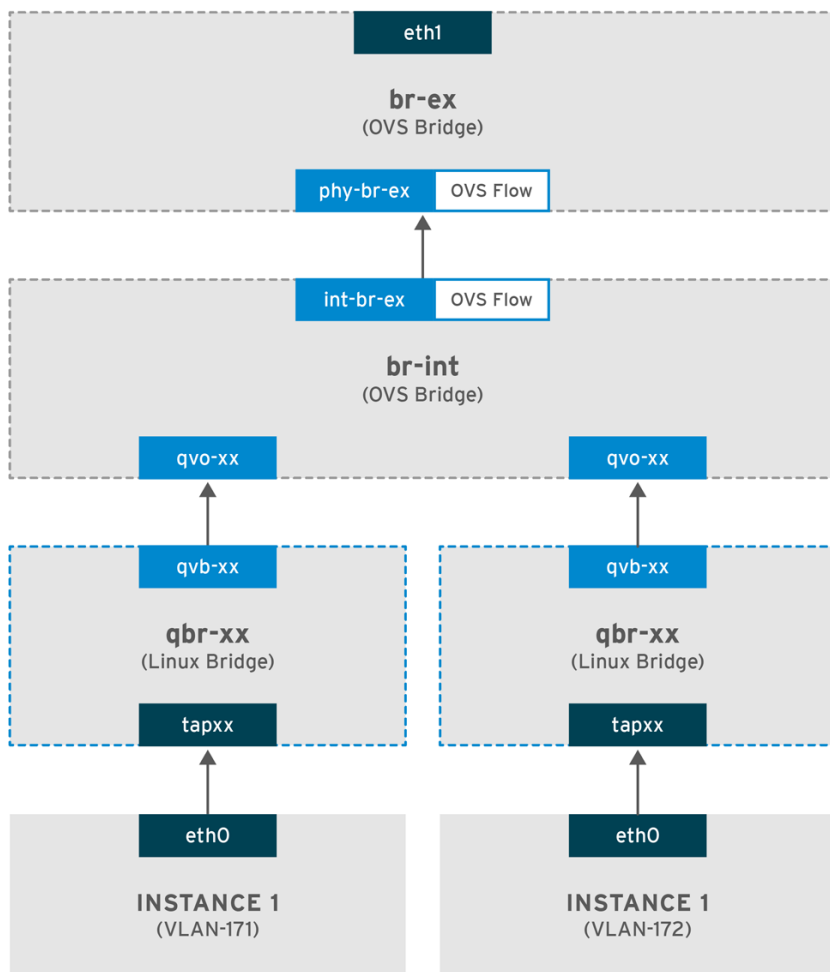 eth1
br-ex
(OVS Bridge)
phy-br-ex OVS Flow
int-br-ex OVS Flow
br-int
(OVS Bridge)
qvo-xx qvo-xx
qvb-xx qvb-xx
qbr-xx qbr-xx
(Linux Bridge) (Linux Bridge)
tapxx tapxx
eth0 eth0
INSTANCE 1 INSTANCE 1
(VLAN-171) (VLAN-172)